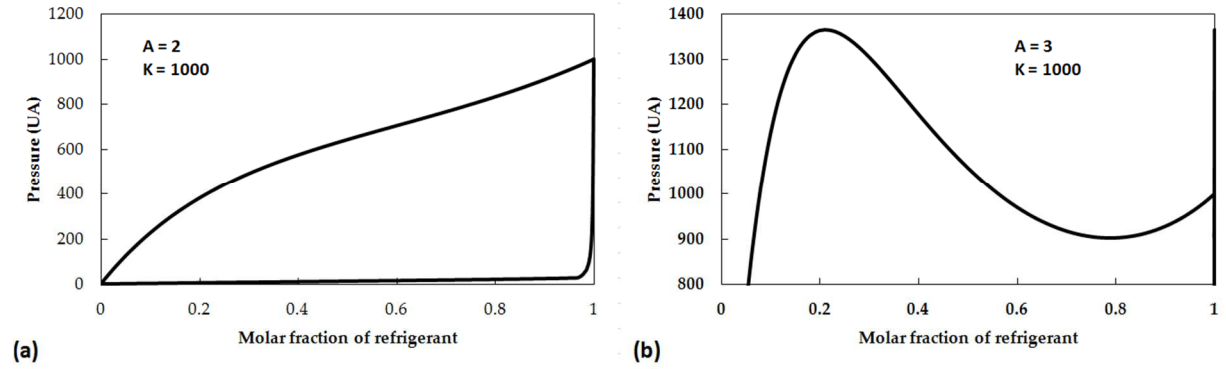 1200
1000
800
600
400
200
0
Pressure (UA)
A = 2
K = 1000
0 0.2 0.4 0.6 0.8 1
Molar fraction of refrigerant
(a)
1400
1300
1200
1100
1000
900
800
Pressure (UA)
A = 3
K = 1000
0 0.2 0.4 0.6 0.8 1
Molar fraction of refrigerant
(b)